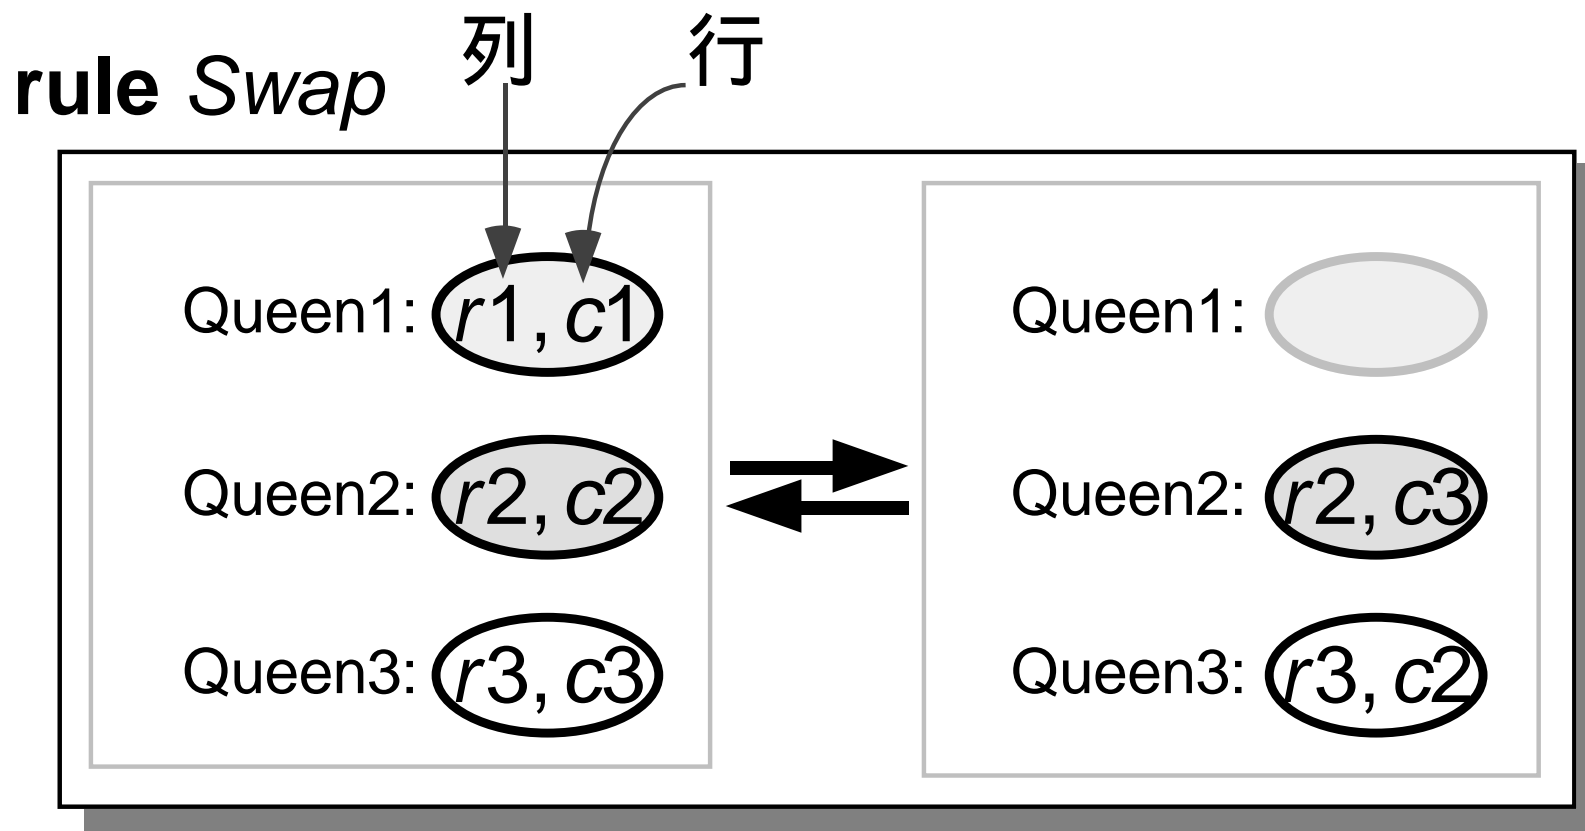 列 行
rule Swap
Queen1: r1, c1 Queen1:
Queen2: r2, c2 Queen2: r2, c3
Queen3: r3, c3 Queen3: r3, c2